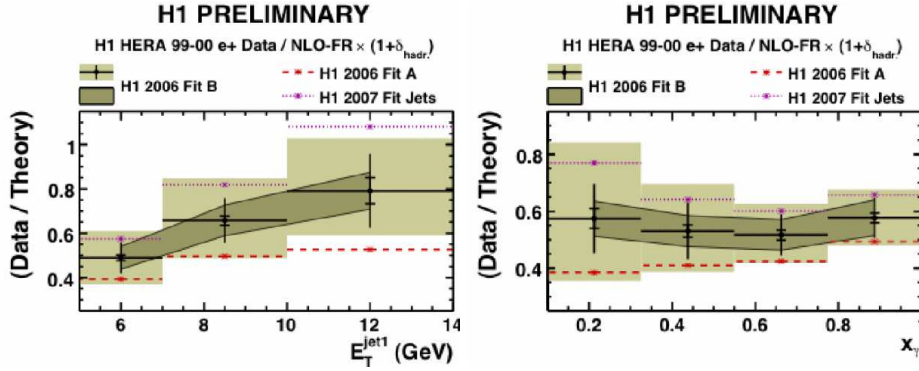 H1 PRELIMINARY
H1 HERA 99-00 e+ Data / NLO-FR × (1+δhadr.)
H1 2006 Fit B
H1 2006 Fit A
H1 2007 Fit Jets
(Data / Theory)
1
0.8
0.6
0.4
6 8 10 12 14
E_T^jet1 (GeV)
H1 PRELIMINARY
H1 HERA 99-00 e+ Data / NLO-FR × (1+δhadr.)
H1 2006 Fit B
H1 2006 Fit A
H1 2007 Fit Jets
(Data / Theory)
0.8
0.6
0.4
0.2 0.4 0.6 0.8
xγ